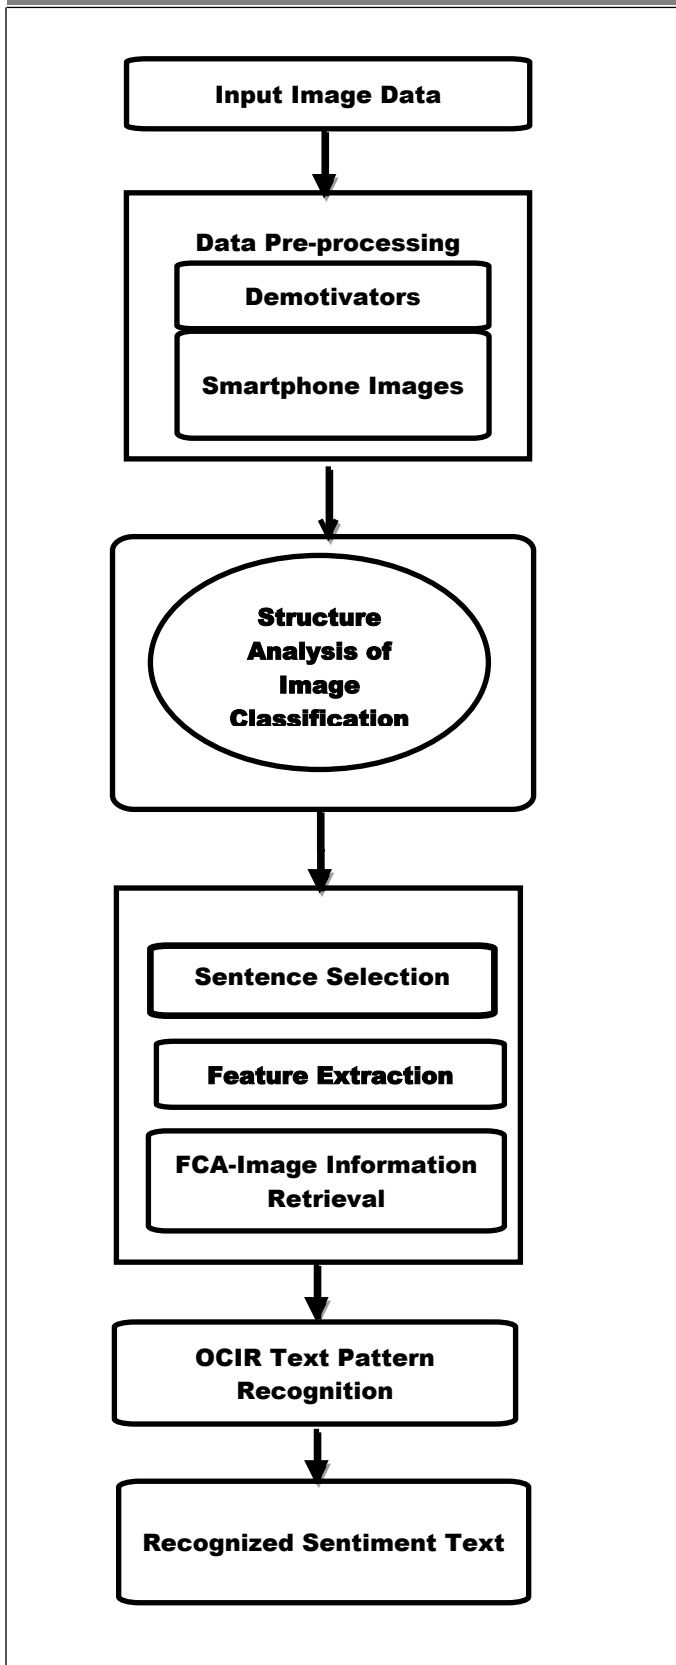 Input Image Data
Data Pre-processing
Demotivators
Smartphone Images
Structure
Analysis of
Image
Classification
Sentence Selection
Feature Extraction
FCA-Image Information
Retrieval
OCIR Text Pattern
Recognition
Recognized Sentiment Text